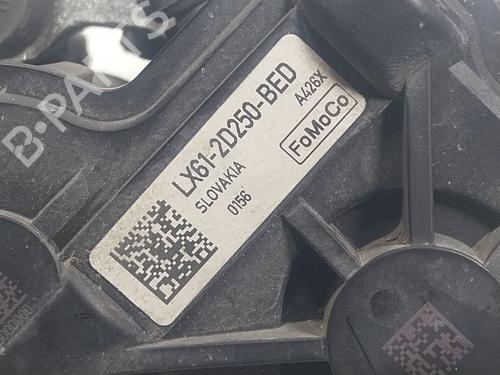 B-PARTS
LX61-2D250-BED
SLOVAKIA
A426X
0156
FoMoCo